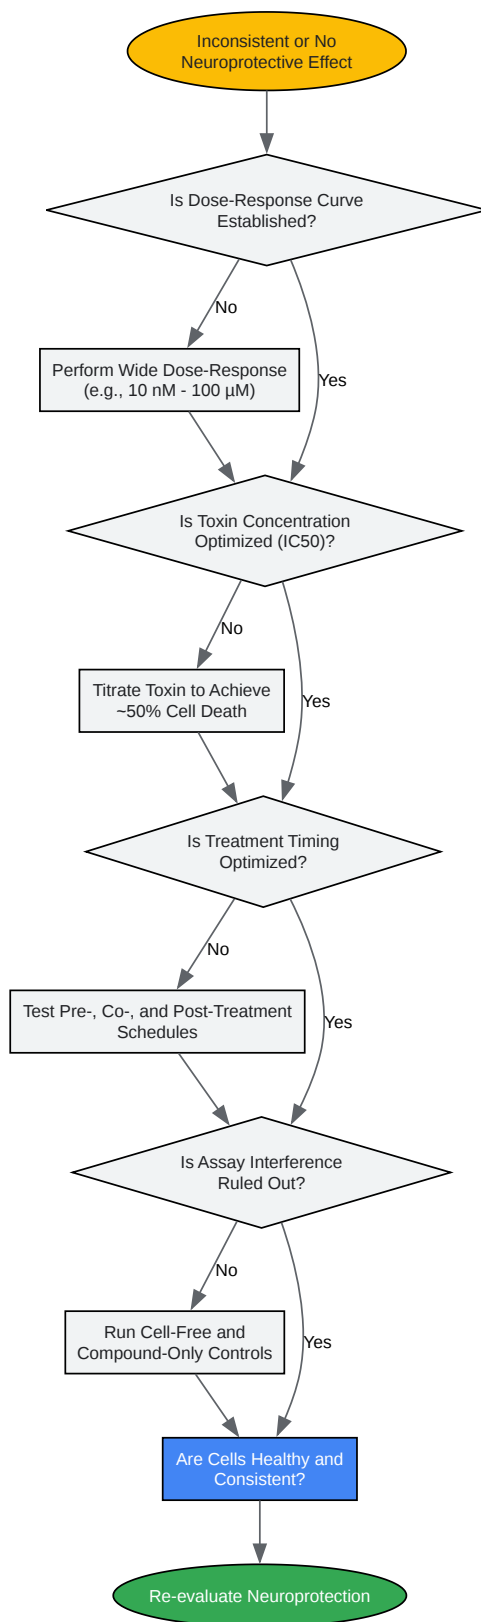 Inconsistent or No
Neuroprotective Effect
Is Dose-Response Curve
Established?
No
Yes
Perform Wide Dose-Response
(e.g., 10 nM - 100 µM)
Is Toxin Concentration
Optimized (IC50)?
No
Yes
Titrate Toxin to Achieve
~50% Cell Death
Is Treatment Timing
Optimized?
No
Yes
Test Pre-, Co-, and Post-Treatment
Schedules
Is Assay Interference
Ruled Out?
No
Yes
Run Cell-Free and
Compound-Only Controls
Are Cells Healthy and
Consistent?
Re-evaluate Neuroprotection